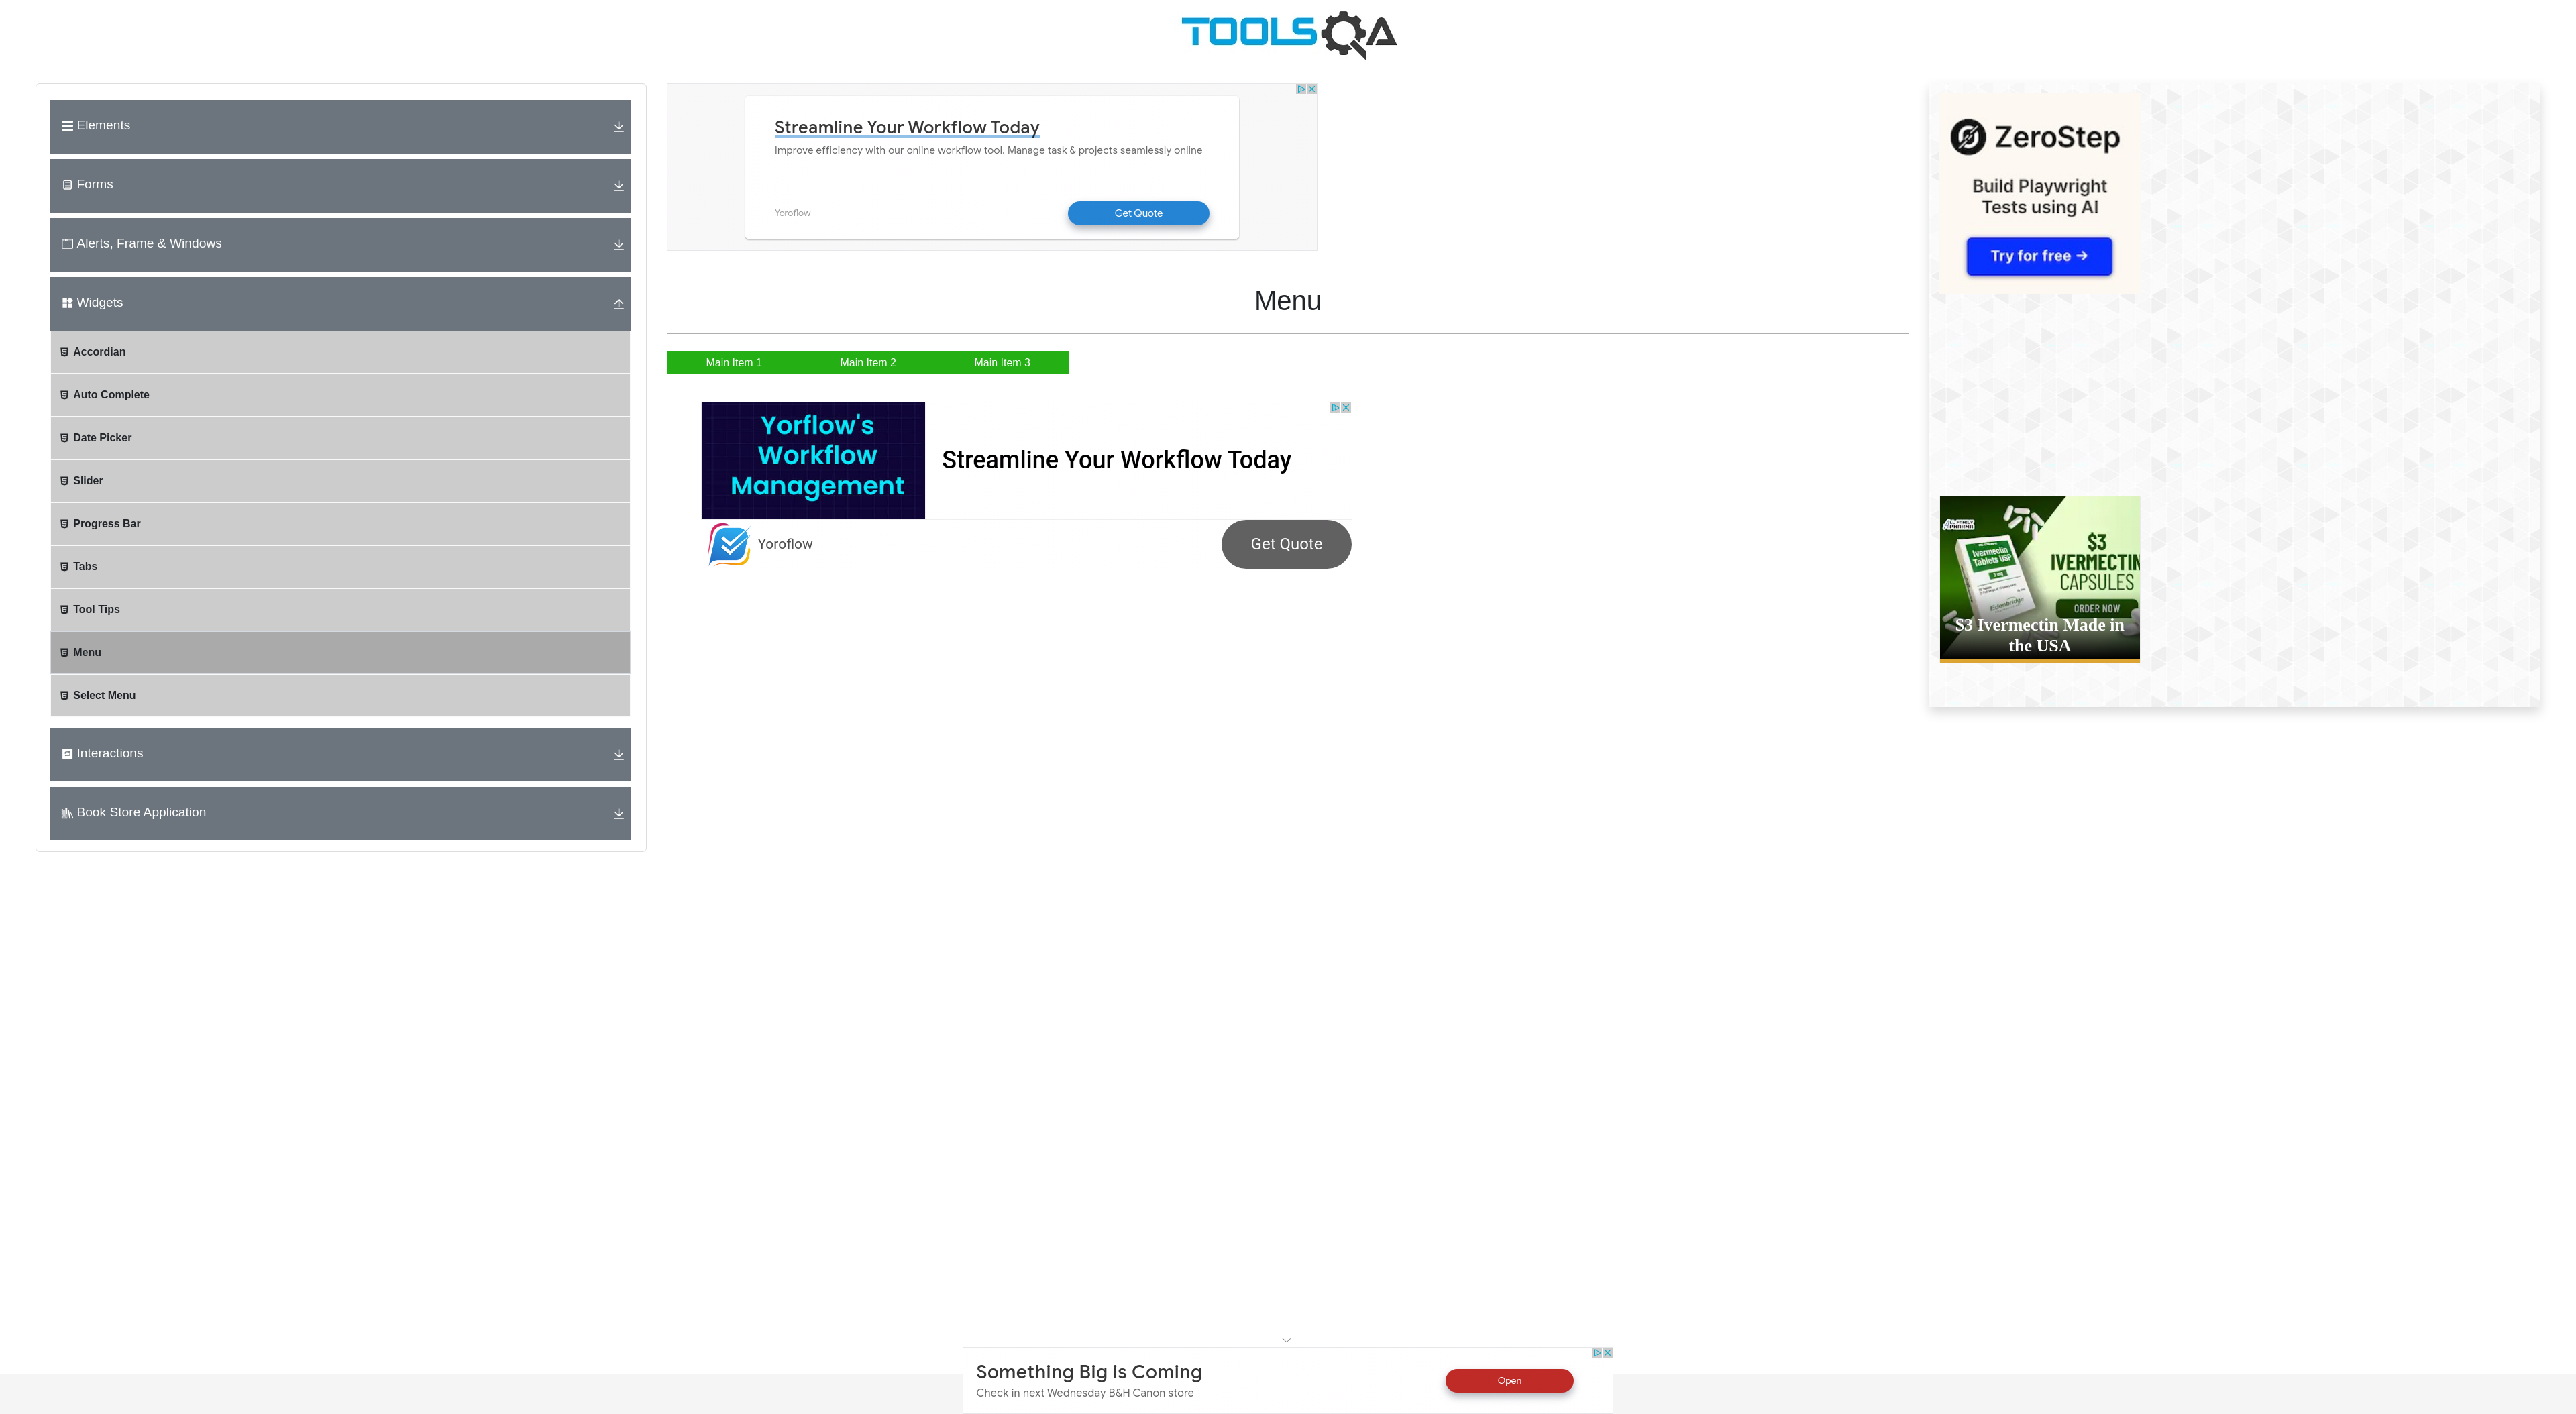 TOOLSQA
Elements
Forms
Alerts, Frame & Windows
Widgets
Accordian
Auto Complete
Date Picker
Slider
Progress Bar
Tabs
Tool Tips
Menu
Select Menu
Interactions
Book Store Application
Streamline Your Workflow Today
Improve efficiency with our online workflow tool. Manage task & projects seamlessly online
Yoroflow
Get Quote
Menu
Main Item 1
Main Item 2
Main Item 3
Yorflow's
Workflow
Management
Streamline Your Workflow Today
Yoroflow
Get Quote
ZeroStep
Build Playwright
Tests using AI
Try for free →
Ivermectin
Tablets USP
Edenbridge
$3
IVERMECTIN
CAPSULES
ORDER NOW
$3 Ivermectin Made in
the USA
Something Big is Coming
Check in next Wednesday B&H Canon store
Open